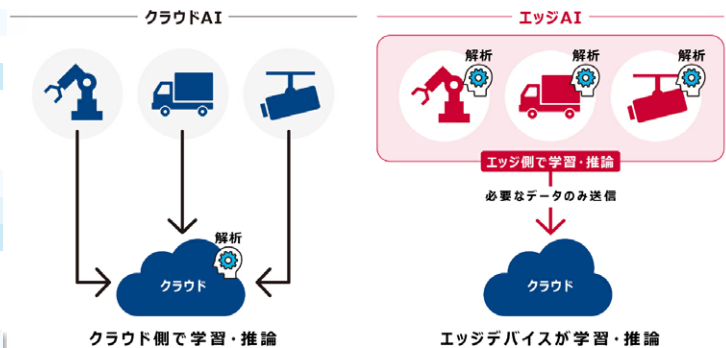 クラウドAI
解析
クラウド
クラウド側で学習・推論
エッジAI
解析
解析
解析
エッジ側で学習・推論
必要なデータのみ送信
クラウド
エッジデバイスが学習・推論